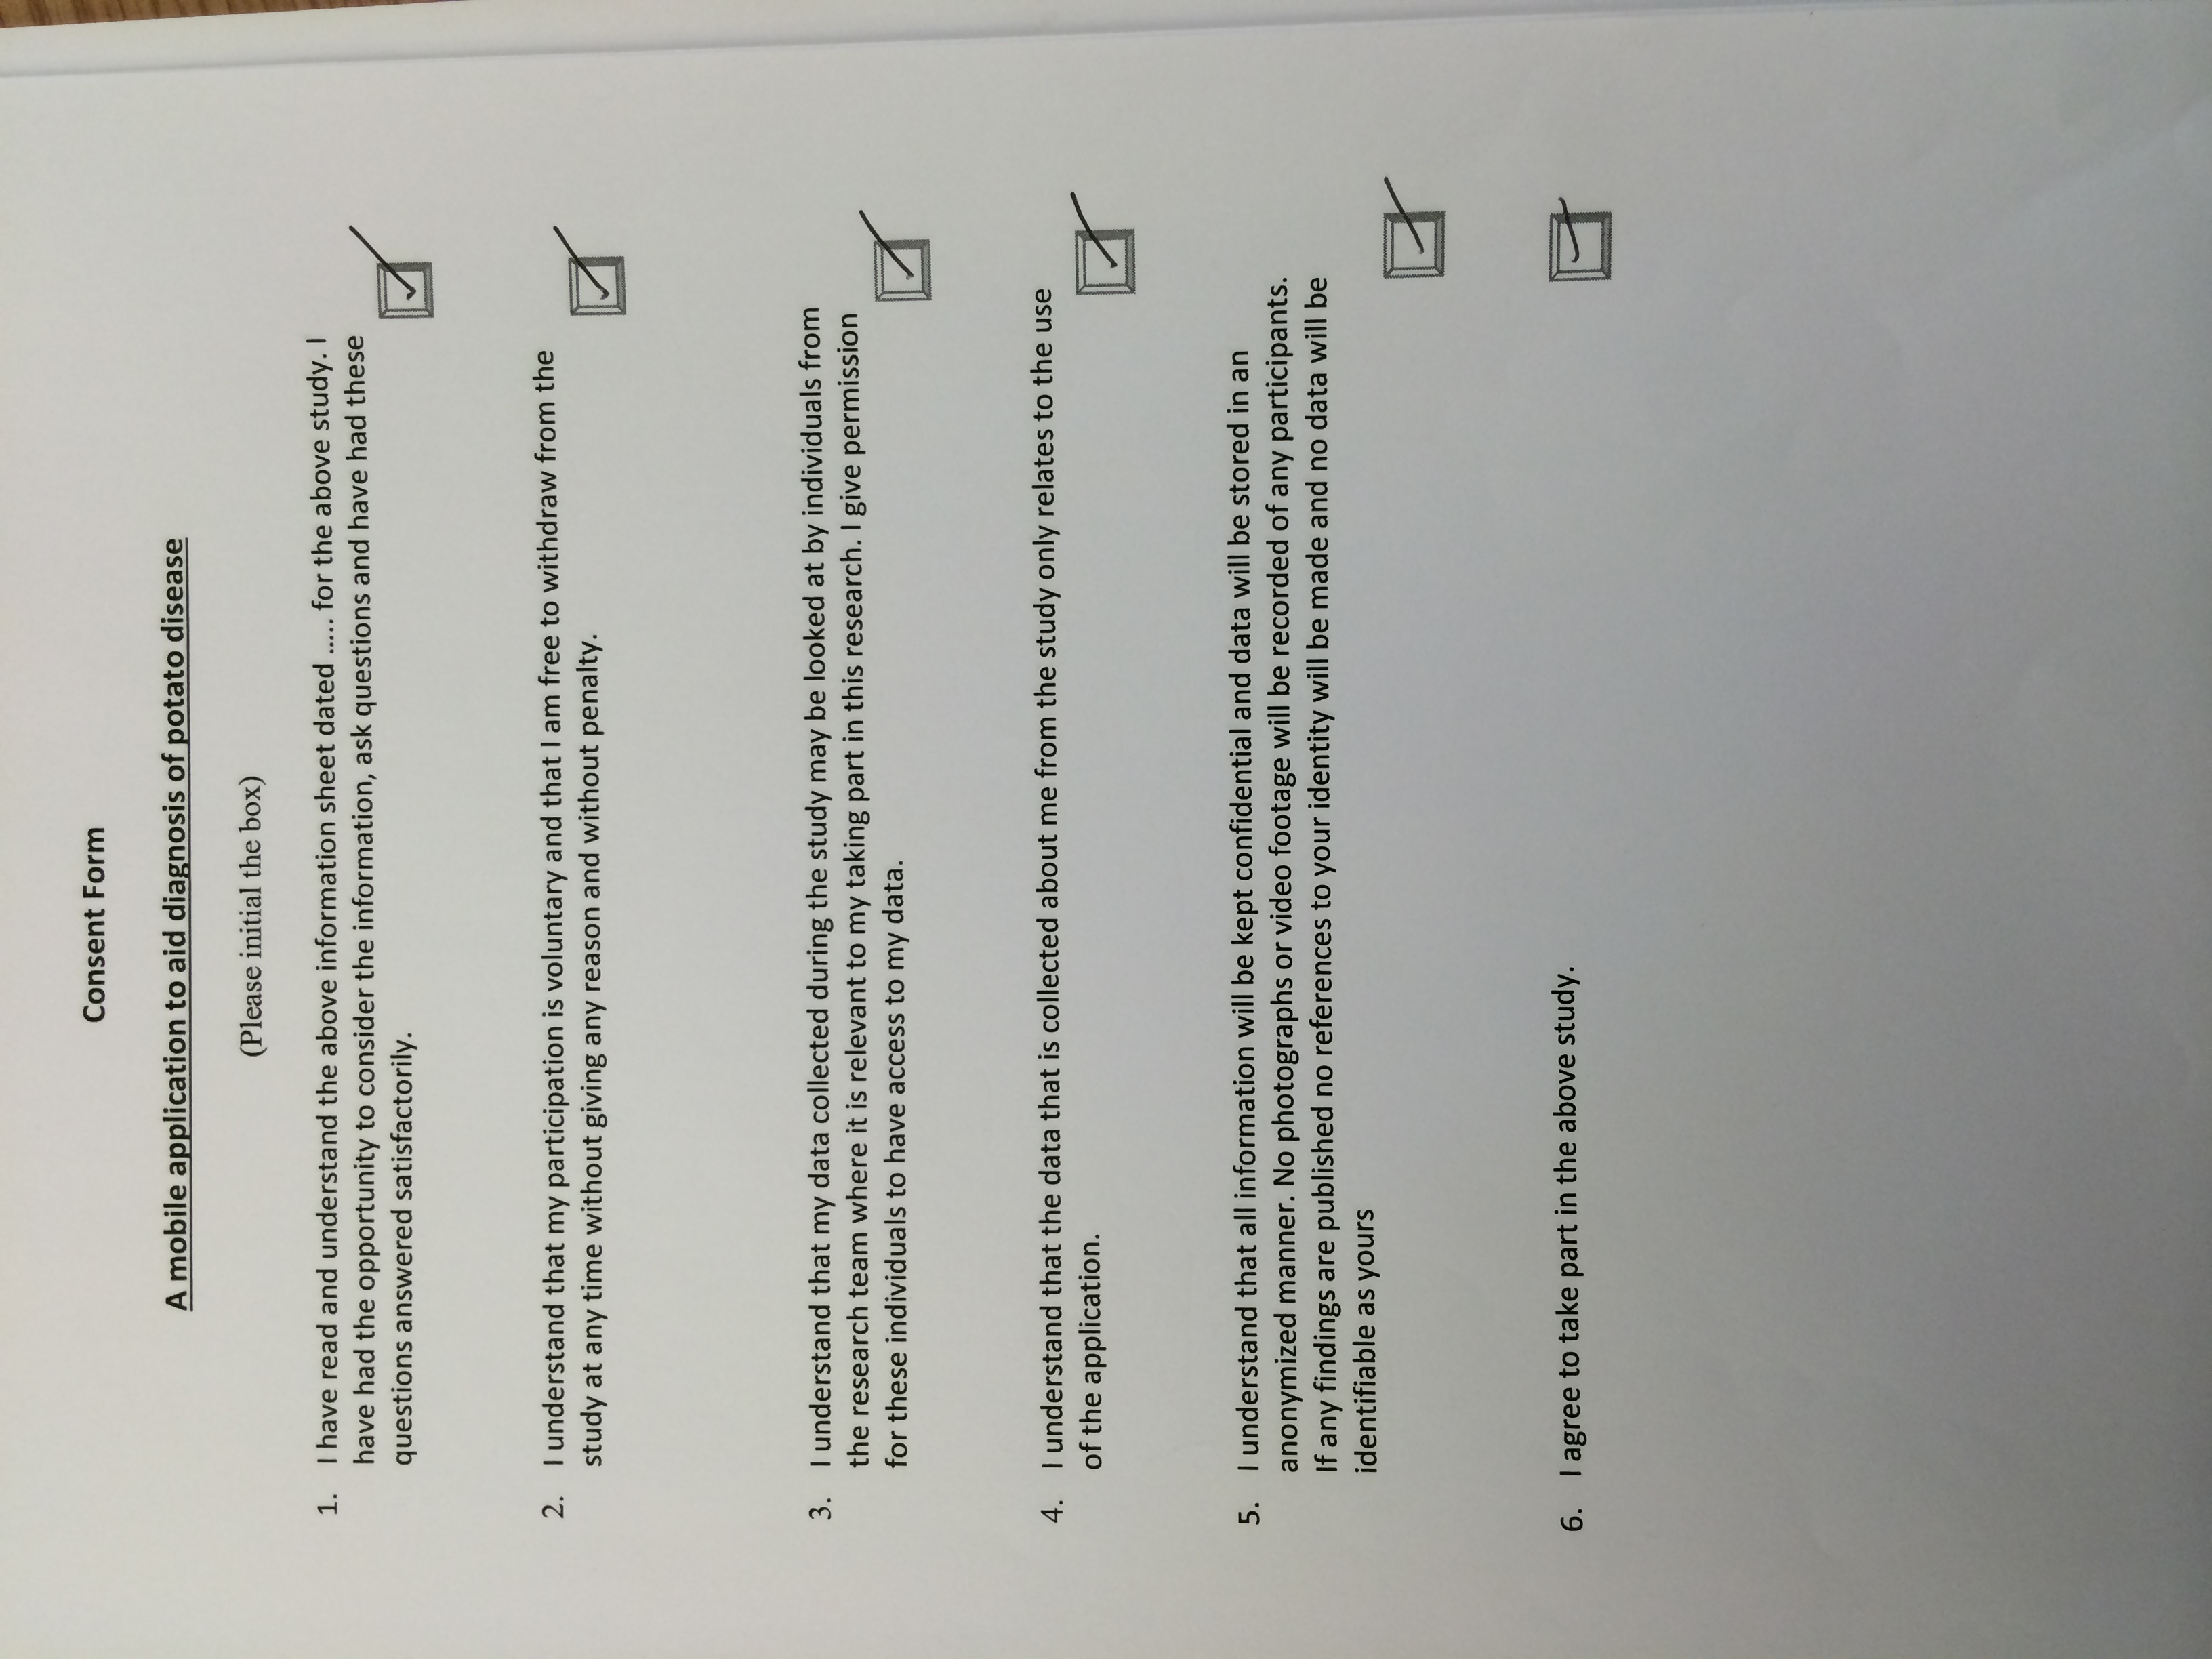 Consent Form
A mobile application to aid diagnosis of potato disease
(Please initial the box)
1. I have read and understand the above information sheet dated ..... for the above study. I
have had the opportunity to consider the information, ask questions and have had these
questions answered satisfactorily.
2. I understand that my participation is voluntary and that I am free to withdraw from the
study at any time without giving any reason and without penalty.
3. I understand that my data collected during the study may be looked at by individuals from
the research team where it is relevant to my taking part in this research. I give permission
for these individuals to have access to my data.
4. I understand that the data that is collected about me from the study only relates to the use
of the application.
5. I understand that all information will be kept confidential and data will be stored in an
anonymized manner. No photographs or video footage will be recorded of any participants.
If any findings are published no references to your identity will be made and no data will be
identifiable as yours
6. I agree to take part in the above study.